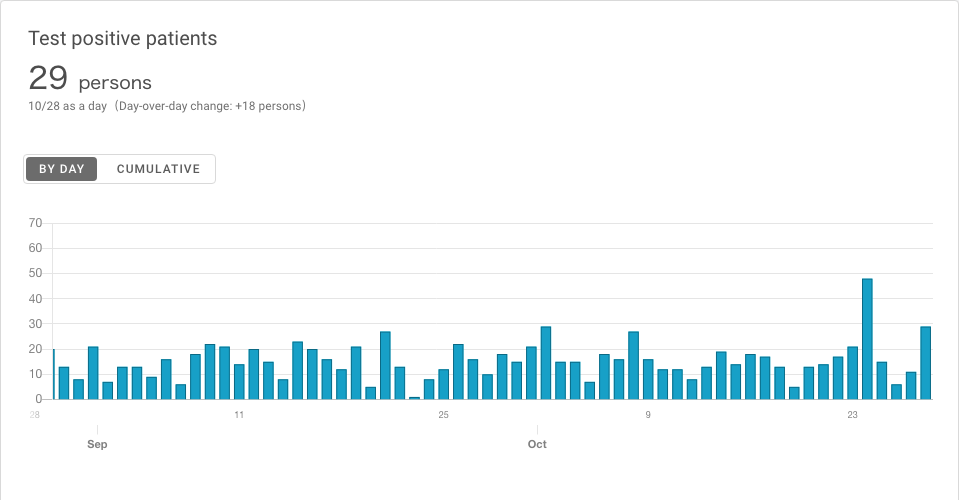 Test positive patients
29 persons
10/28 as a day（Day-over-day change: +18 persons）
BY DAY CUMULATIVE
70
60
50
40
30
20
10
0
28 11 25 9 23
Sep Oct